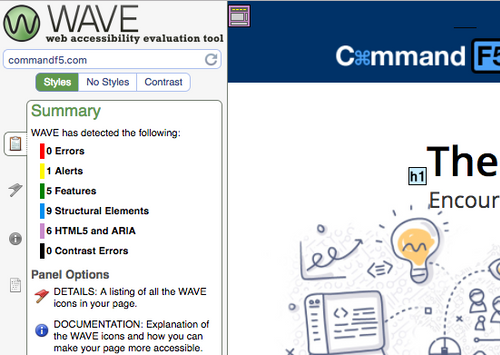 WAVE
web accessibility evaluation tool
commandf5.com
Styles No Styles Contrast
Summary
WAVE has detected the following:
0 Errors
1 Alerts
5 Features
9 Structural Elements
6 HTML5 and ARIA
0 Contrast Errors
Panel Options
DETAILS: A listing of all the WAVE
icons in your page.
DOCUMENTATION: Explanation of
the WAVE icons and how you can
make your page more accessible.
C⌘mmand F5
h1 The
Encour